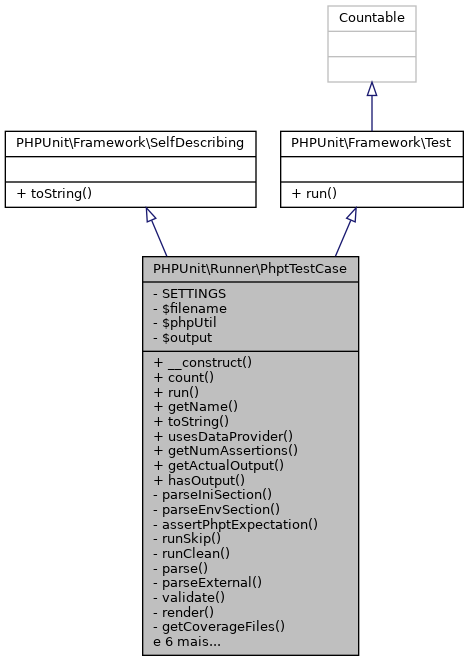 Countable
PHPUnit\Framework\SelfDescribing
+ toString()
PHPUnit\Framework\Test
+ run()
PHPUnit\Runner\PhptTestCase
- SETTINGS
- $filename
- $phpUtil
- $output
+ __construct()
+ count()
+ run()
+ getName()
+ toString()
+ usesDataProvider()
+ getNumAssertions()
+ getActualOutput()
+ hasOutput()
- parseIniSection()
- parseEnvSection()
- assertPhptExpectation()
- runSkip()
- runClean()
- parse()
- parseExternal()
- validate()
- render()
- getCoverageFiles()
e 6 mais...